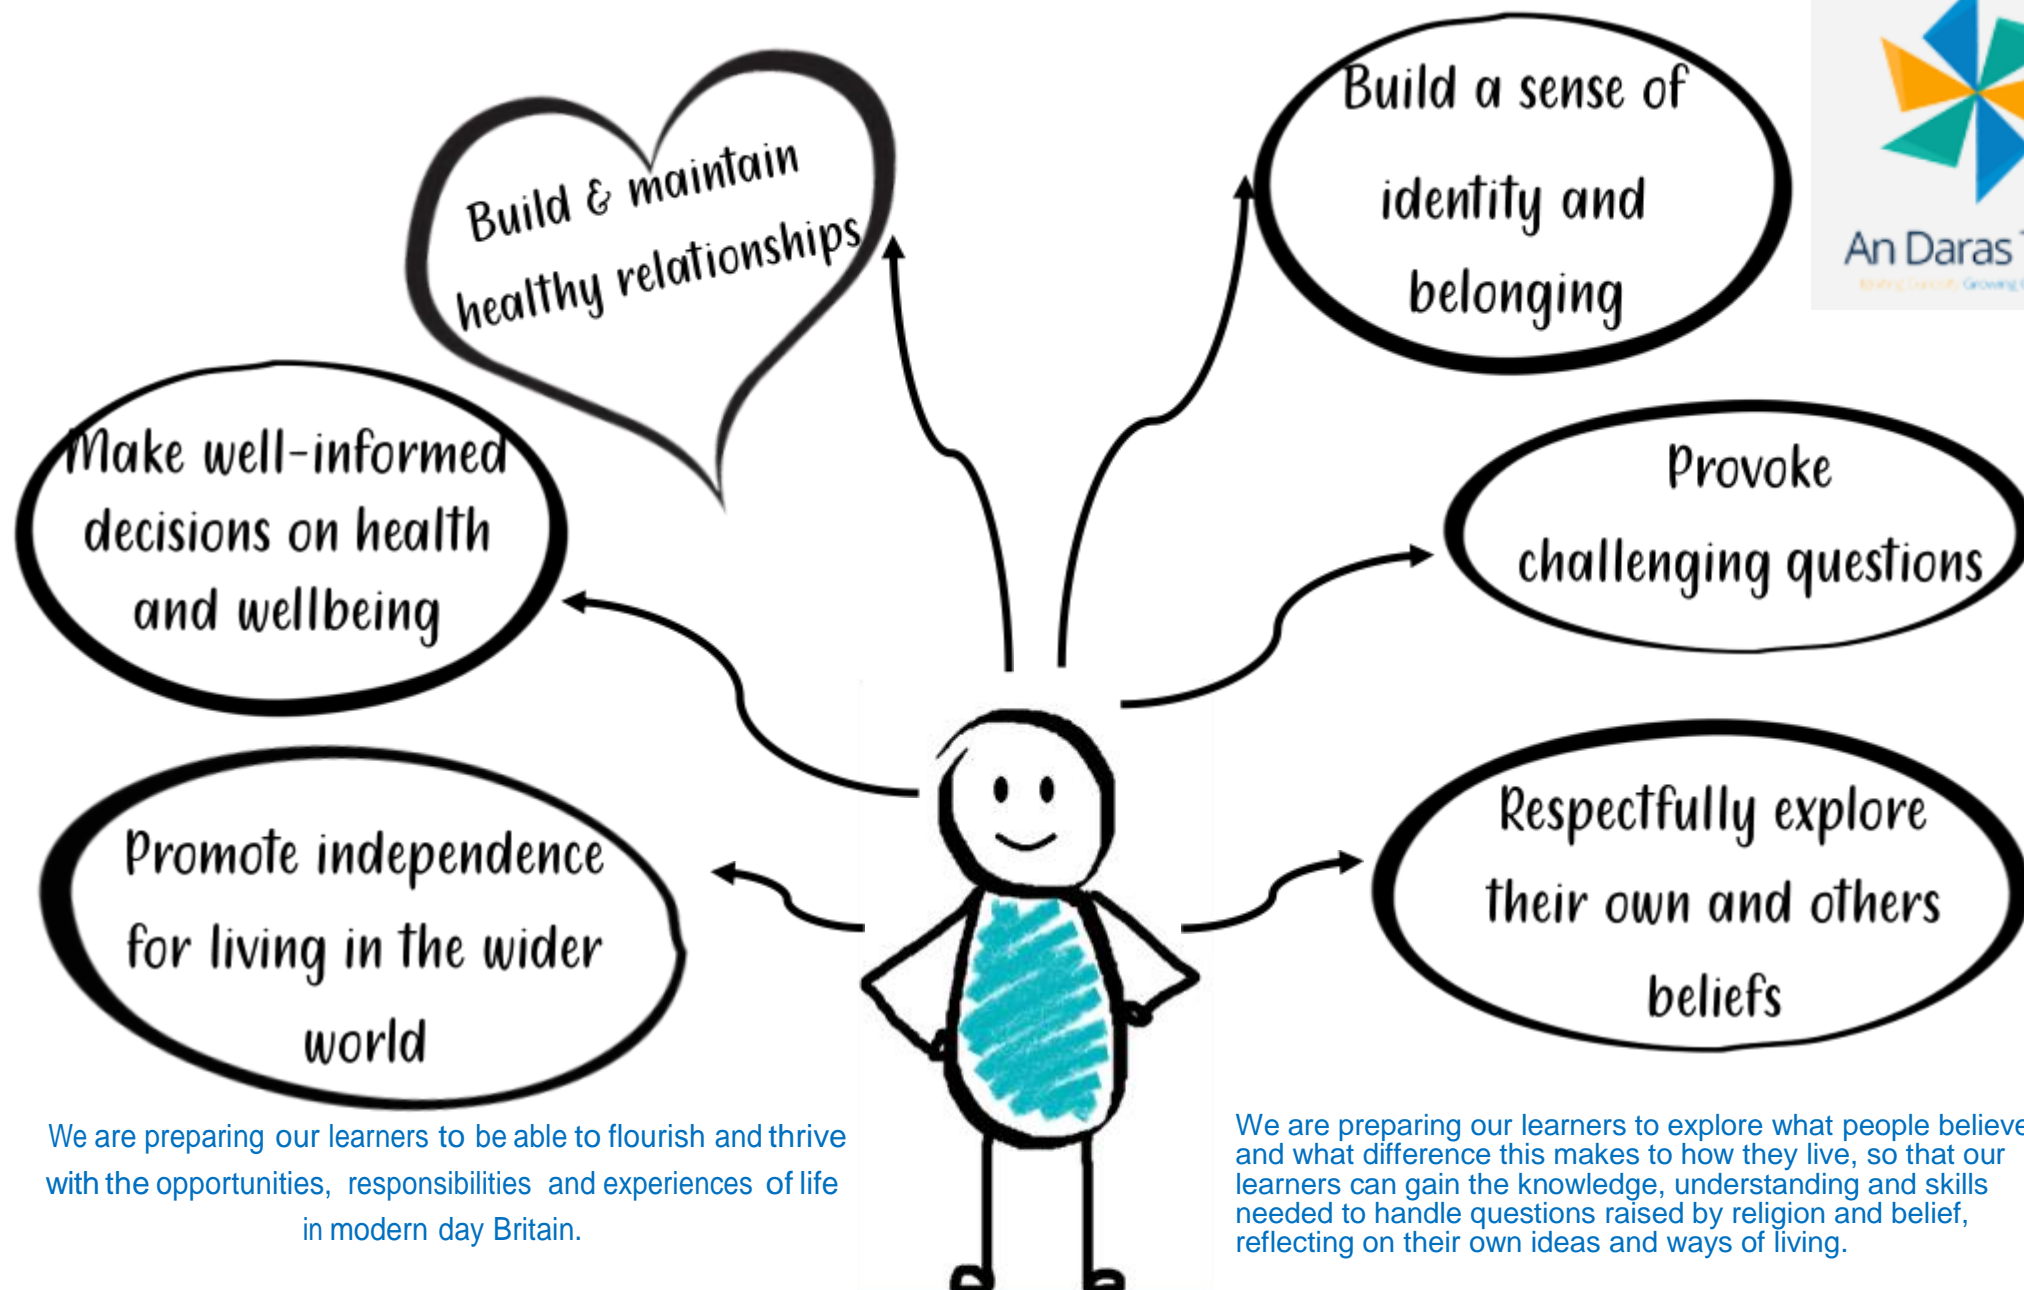 Build & maintain
healthy relationships
Build a sense of
identity and
belonging
An Daras
Make well-informed
decisions on health
and wellbeing
Provoke
challenging questions
Promote independence
for living in the wider
world
Respectfully explore
their own and others
beliefs
We are preparing our learners to be able to flourish and thrive
with the opportunities, responsibilities and experiences of life
in modern day Britain.
We are preparing our learners to explore what people believe
and what difference this makes to how they live, so that our
learners can gain the knowledge, understanding and skills
needed to handle questions raised by religion and belief,
reflecting on their own ideas and ways of living.